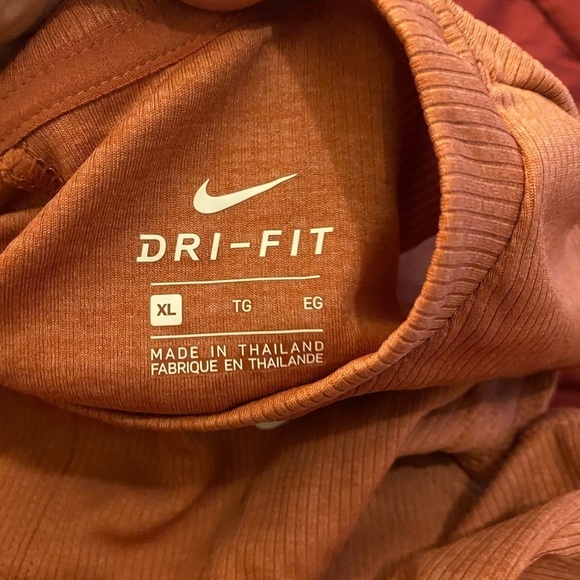 DRI-FIT
XL TG EG
MADE IN THAILAND
FABRIQUE EN THAILANDE